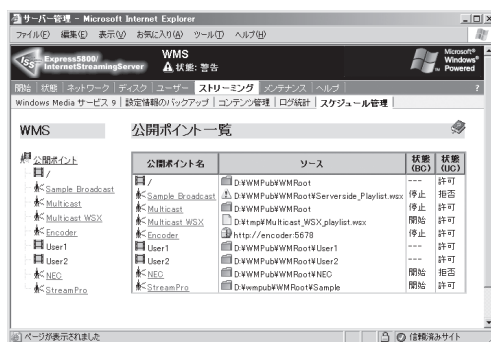 サーバー管理 - Microsoft Internet Explorer
ファイル(F) 編集(E) 表示(V) お気に入り(A) ツール(T) ヘルプ(H)
ISS Express5800/
InternetStreamingServer
WMS
状態: 警告
Microsoft®
Windows®
Powered
開始 状態 ネットワーク ディスク ユーザー ストリーミング メンテナンス ヘルプ ?
Windows Media サービス 9 設定情報のバックアップ コンテンツ管理 ログ統計 スケジュール管理
WMS
公開ポイント一覧
公開ポイント
/
Sample Broadcast
Multicast
Multicast WSX
Encoder
User1
User2
NEC
StreamPro
公開ポイント名 ソース 状態(BC) 状態(UC)
/ D:¥WMPub¥WMRoot --- 許可
Sample Broadcast D:¥WMPub¥WMRoot¥Serverside_Playlist.wsx 停止 拒否
Multicast D:¥WMPub¥WMRoot 停止 許可
Multicast WSX D:¥tmp¥Multicast_WSX_playlist.wsx 開始 許可
Encoder http://encoder:5678 停止 許可
User1 D:¥WMPub¥WMRoot¥User1 --- 許可
User2 D:¥WMPub¥WMRoot¥User2 --- 許可
NEC D:¥WMPub¥WMRoot¥NEC 開始 拒否
StreamPro D:¥wmpub¥WMRoot¥Sample 開始 許可
ページが表示されました
信頼済みサイト